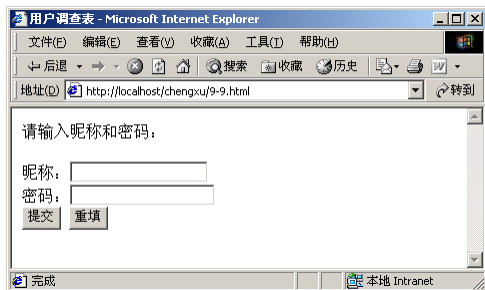 用户调查表 - Microsoft Internet Explorer
文件(F) 编辑(E) 查看(V) 收藏(A) 工具(T) 帮助(H)
后退 搜索 收藏 历史
地址(D) http://localhost/chengxu/9-9.html 转到
请输入昵称和密码：
昵称：
密码：
提交 重填
完成 本地 Intranet